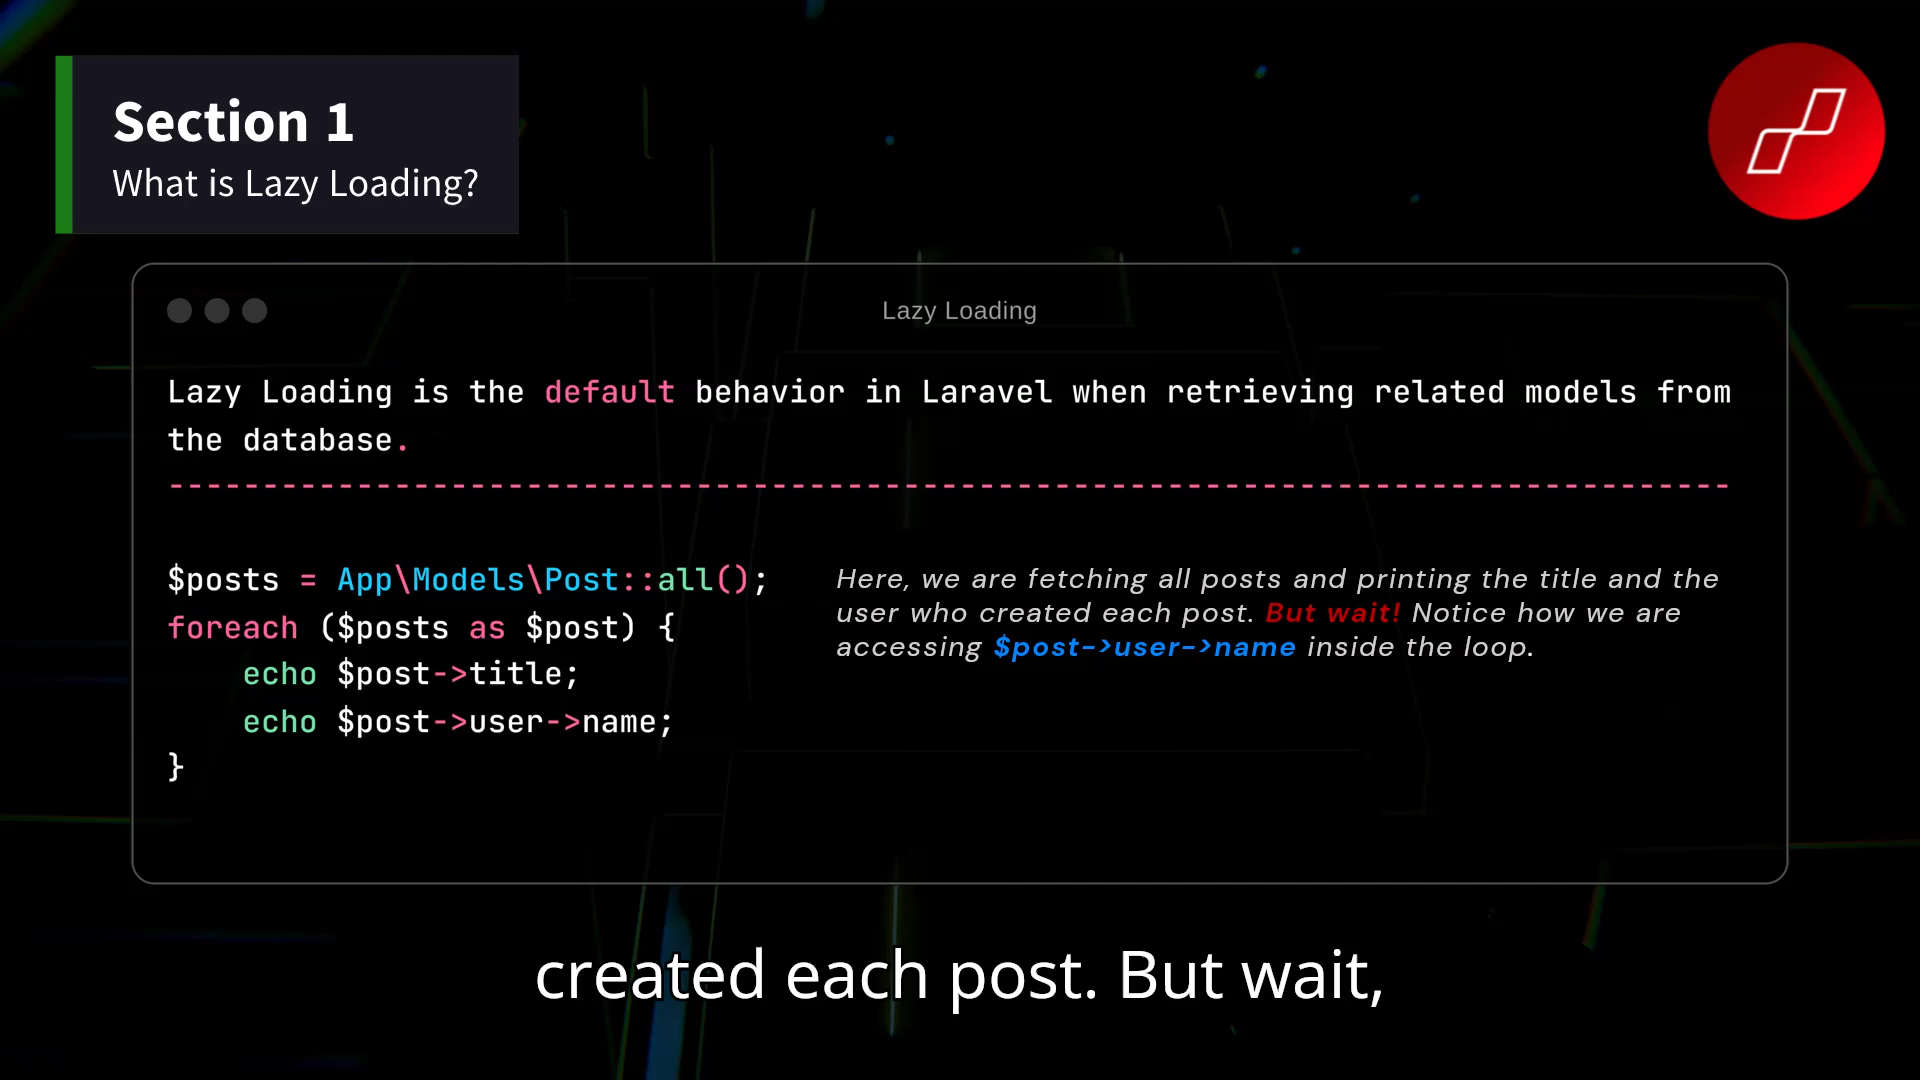 Section 1
What is Lazy Loading?
Lazy Loading
Lazy Loading is the default behavior in Laravel when retrieving related models from
the database.
-----------------------------------------------------------------------------------
$posts = App\Models\Post::all();
foreach ($posts as $post) {
    echo $post->title;
    echo $post->user->name;
}
Here, we are fetching all posts and printing the title and the
user who created each post. But wait! Notice how we are
accessing $post->user->name inside the loop.
created each post. But wait,